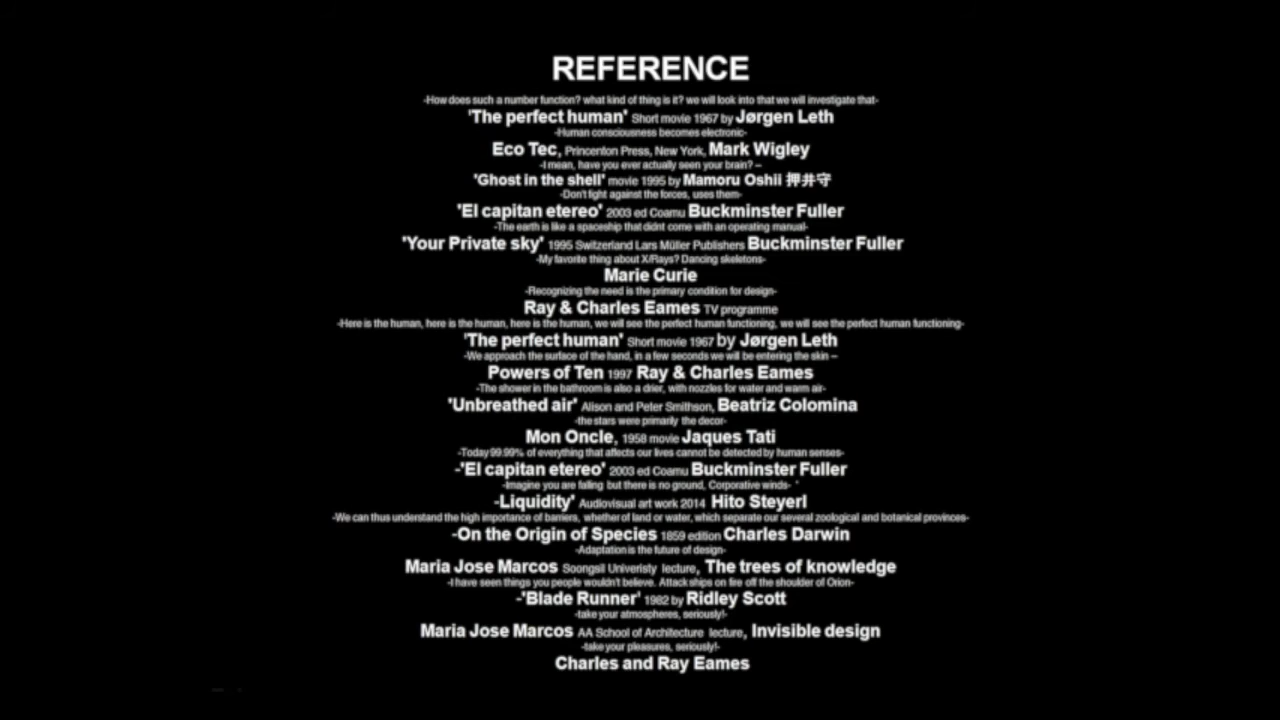 REFERENCE
-How does such a number function? what kind of thing is it? we will look into that we will investigate that-
'The perfect human' Short movie 1967 by Jørgen Leth
-Human consciousness becomes electronic-
Eco Tec, Princenton Press, New York, Mark Wigley
-I mean, have you ever actually seen your brain? –
'Ghost in the shell' movie 1995 by Mamoru Oshii 押井守
-Don't fight against the forces, uses them-
'El capitan etereo' 2003 ed Coamu Buckminster Fuller
-The earth is like a spaceship that didnt come with an operating manual-
'Your Private sky' 1995 Switzerland Lars Müller Publishers Buckminster Fuller
-My favorite thing about X/Rays? Dancing skeletons-
Marie Curie
-Recognizing the need is the primary condition for design-
Ray & Charles Eames TV programme
-Here is the human, here is the human, here is the human, we will see the perfect human functioning, we will see the perfect human functioning-
'The perfect human' Short movie 1967 by Jørgen Leth
-We approach the surface of the hand, in a few seconds we will be entering the skin –
Powers of Ten 1997 Ray & Charles Eames
-The shower in the bathroom is also a drier, with nozzles for water and warm air-
'Unbreathed air' Alison and Peter Smithson, Beatriz Colomina
-the stars were primarily the decor-
Mon Oncle, 1958 movie Jaques Tati
-Today 99.99% of everything that affects our lives cannot be detected by human senses-
-'El capitan etereo' 2003 ed Coamu Buckminster Fuller
-Imagine you are falling but there is no ground, Corporative winds- "
-Liquidity' Audiovisual art work 2014 Hito Steyerl
-We can thus understand the high importance of barriers, whether of land or water, which separate our several zoological and botanical provinces-
-On the Origin of Species 1859 edition Charles Darwin
-Adaptation is the future of design-
Maria Jose Marcos Soongsil Univeristy lecture, The trees of knowledge
-I have seen things you people wouldn't believe. Attack ships on fire off the shoulder of Orion-
-'Blade Runner' 1982 by Ridley Scott
-take your atmospheres, seriously!-
Maria Jose Marcos AA School of Architecture lecture, Invisible design
-take your pleasures, seriously!-
Charles and Ray Eames